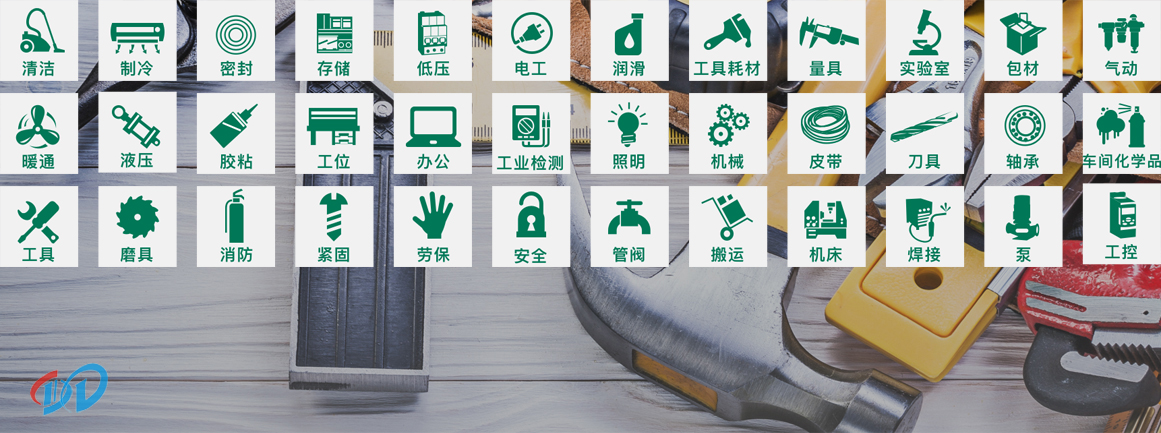 清洁
制冷
密封
存储
低压
电工
润滑
工具耗材
量具
实验室
包材
气动
暖通
液压
胶粘
工位
办公
工业检测
照明
机械
皮带
刀具
轴承
车间化学品
工具
磨具
消防
紧固
劳保
安全
管阀
搬运
机床
焊接
泵
工控